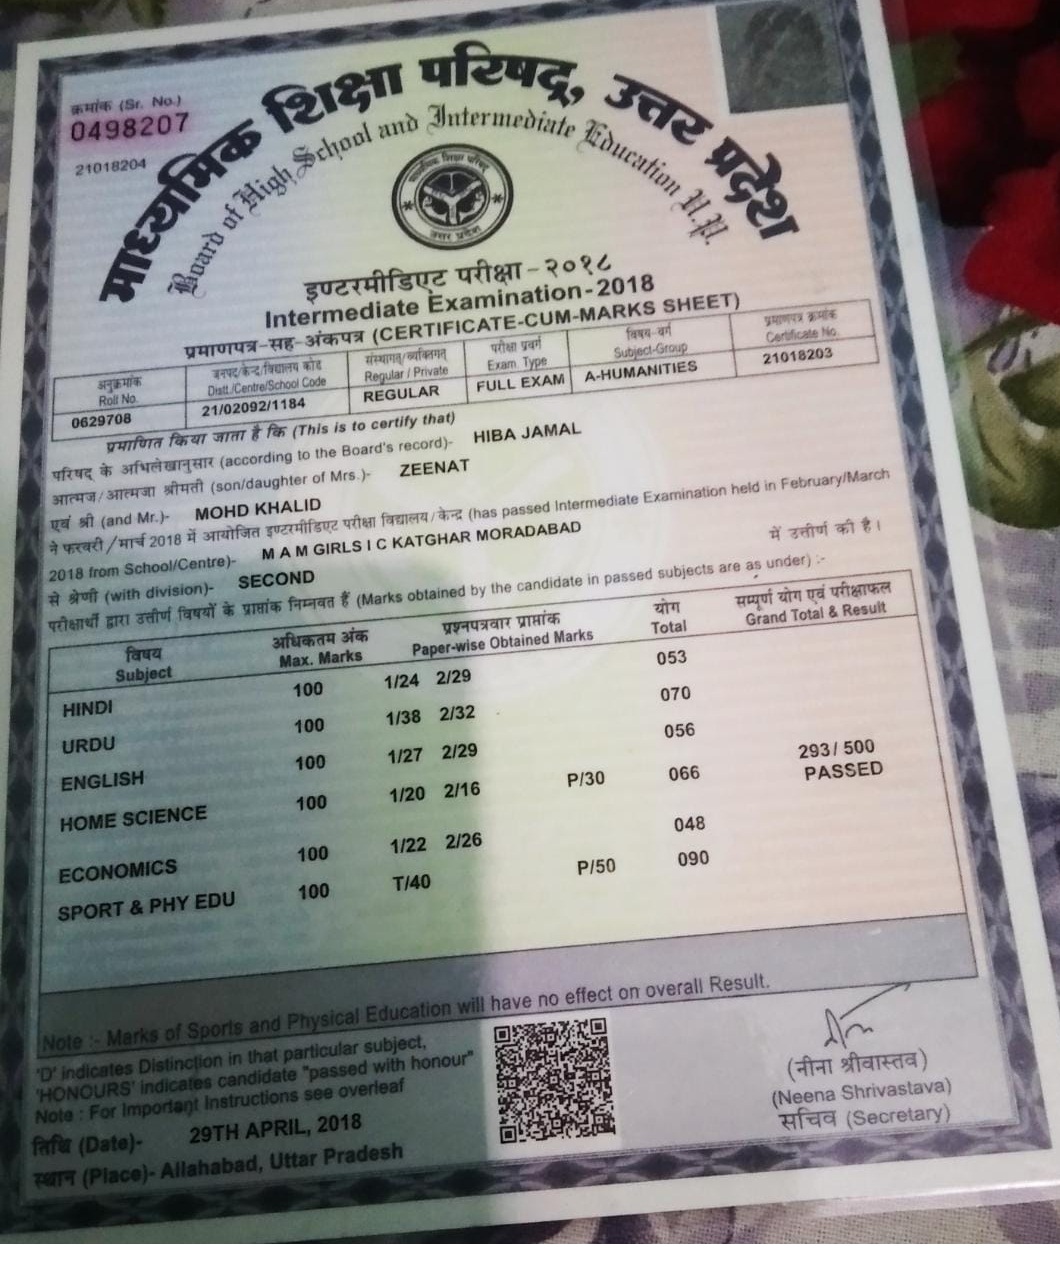 क्रमांक (Sr. No.)
0498207
21018204
माध्यमिक शिक्षा परिषद्, उत्तर प्रदेश
Board of High School and Intermediate Education U.P.
माध्यमिक शिक्षा परिषद्
उत्तर प्रदेश
इण्टरमीडिएट परीक्षा-२०१८
Intermediate Examination-2018
प्रमाणपत्र-सह-अंकपत्र (CERTIFICATE-CUM-MARKS SHEET)
अनुक्रमांक जनपद/केन्द्र/विद्यालय कोड संस्थागत/व्यक्तिगत परीक्षा प्रवर्ग विषय-वर्ग प्रमाणपत्र क्रमांक
Roll No. Distt./Centre/School Code Regular / Private Exam. Type Subject-Group Certificate No.
0629708 21/02092/1184 REGULAR FULL EXAM A-HUMANITIES 21018203
प्रमाणित किया जाता है कि (This is to certify that)
परिषद के अभिलेखानुसार (according to the Board's record)- HIBA JAMAL
आत्मज/आत्मजा श्रीमती (son/daughter of Mrs.)- ZEENAT
एवं श्री (and Mr.)- MOHD KHALID
ने फरवरी/मार्च 2018 में आयोजित इण्टरमीडिएट परीक्षा विद्यालय/केन्द्र (has passed Intermediate Examination held in February/March
2018 from School/Centre)- M A M GIRLS I C KATGHAR MORADABAD में उत्तीर्ण की है।
से श्रेणी (with division)- SECOND
परीक्षार्थी द्वारा उत्तीर्ण विषयों के प्राप्तांक निम्नवत हैं (Marks obtained by the candidate in passed subjects are as under) :-
विषय अधिकतम अंक प्रश्नपत्रवार प्राप्तांक योग सम्पूर्ण योग एवं परीक्षाफल
Subject Max. Marks Paper-wise Obtained Marks Total Grand Total & Result
HINDI 100 1/24 2/29 053
URDU 100 1/38 2/32 070
ENGLISH 100 1/27 2/29 056
HOME SCIENCE 100 1/20 2/16 P/30 066
293/ 500
PASSED
ECONOMICS 100 1/22 2/26 048
SPORT & PHY EDU 100 T/40 P/50 090
Note :- Marks of Sports and Physical Education will have no effect on overall Result.
'D' indicates Distinction in that particular subject,
'HONOURS' indicates candidate "passed with honour"
Note : For Important Instructions see overleaf
तिथि (Date)- 29TH APRIL, 2018
स्थान (Place)- Allahabad, Uttar Pradesh
(नीना श्रीवास्तव)
(Neena Shrivastava)
सचिव (Secretary)